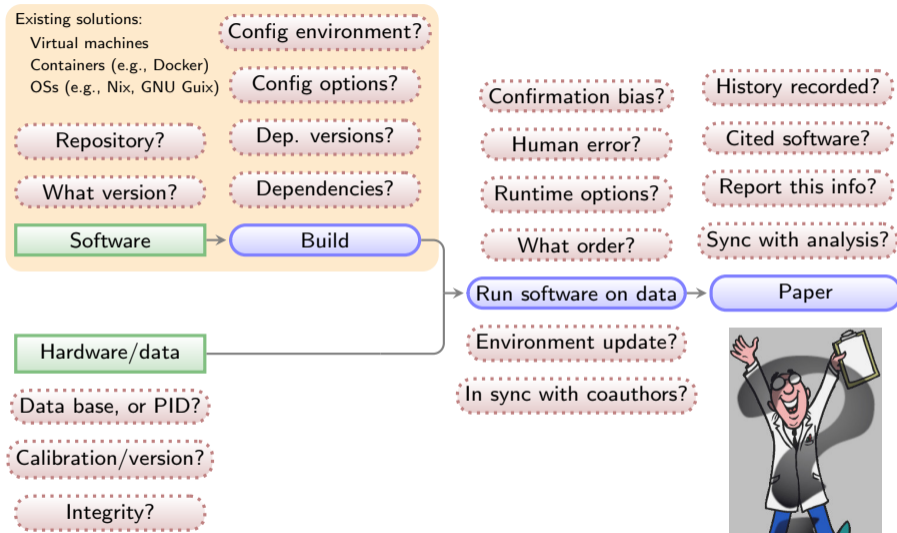 Existing solutions:
Virtual machines
Containers (e.g., Docker)
OSs (e.g., Nix, GNU Guix)
Repository?
What version?
Software
Config environment?
Config options?
Dep. versions?
Dependencies?
Build
Hardware/data
Data base, or PID?
Calibration/version?
Integrity?
Confirmation bias?
Human error?
Runtime options?
What order?
Run software on data
Environment update?
In sync with coauthors?
History recorded?
Cited software?
Report this info?
Sync with analysis?
Paper
?